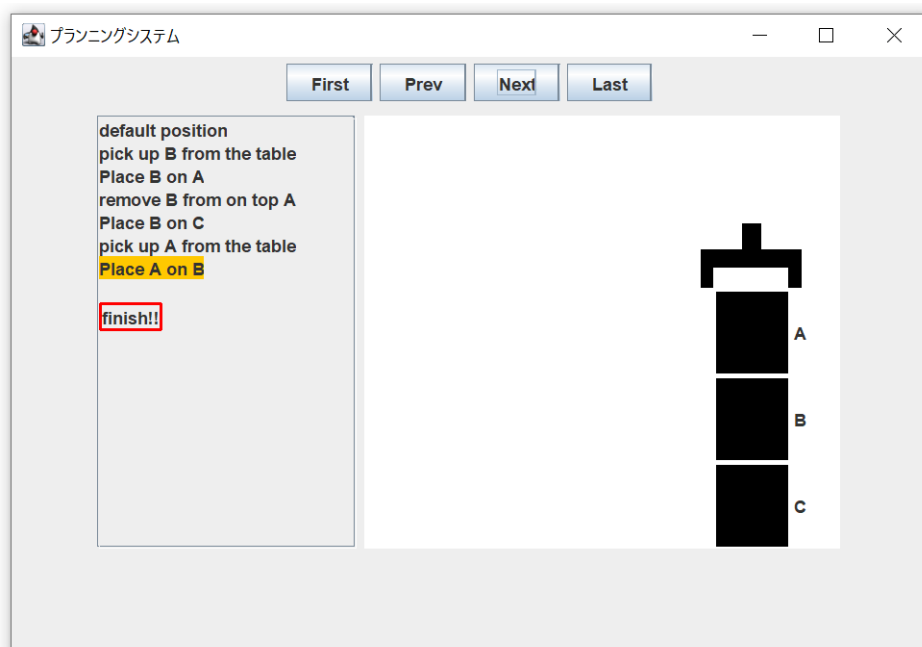 プランニングシステム
First Prev Next Last
default position
pick up B from the table
Place B on A
remove B from on top A
Place B on C
pick up A from the table
Place A on B
finish!!
A
B
C